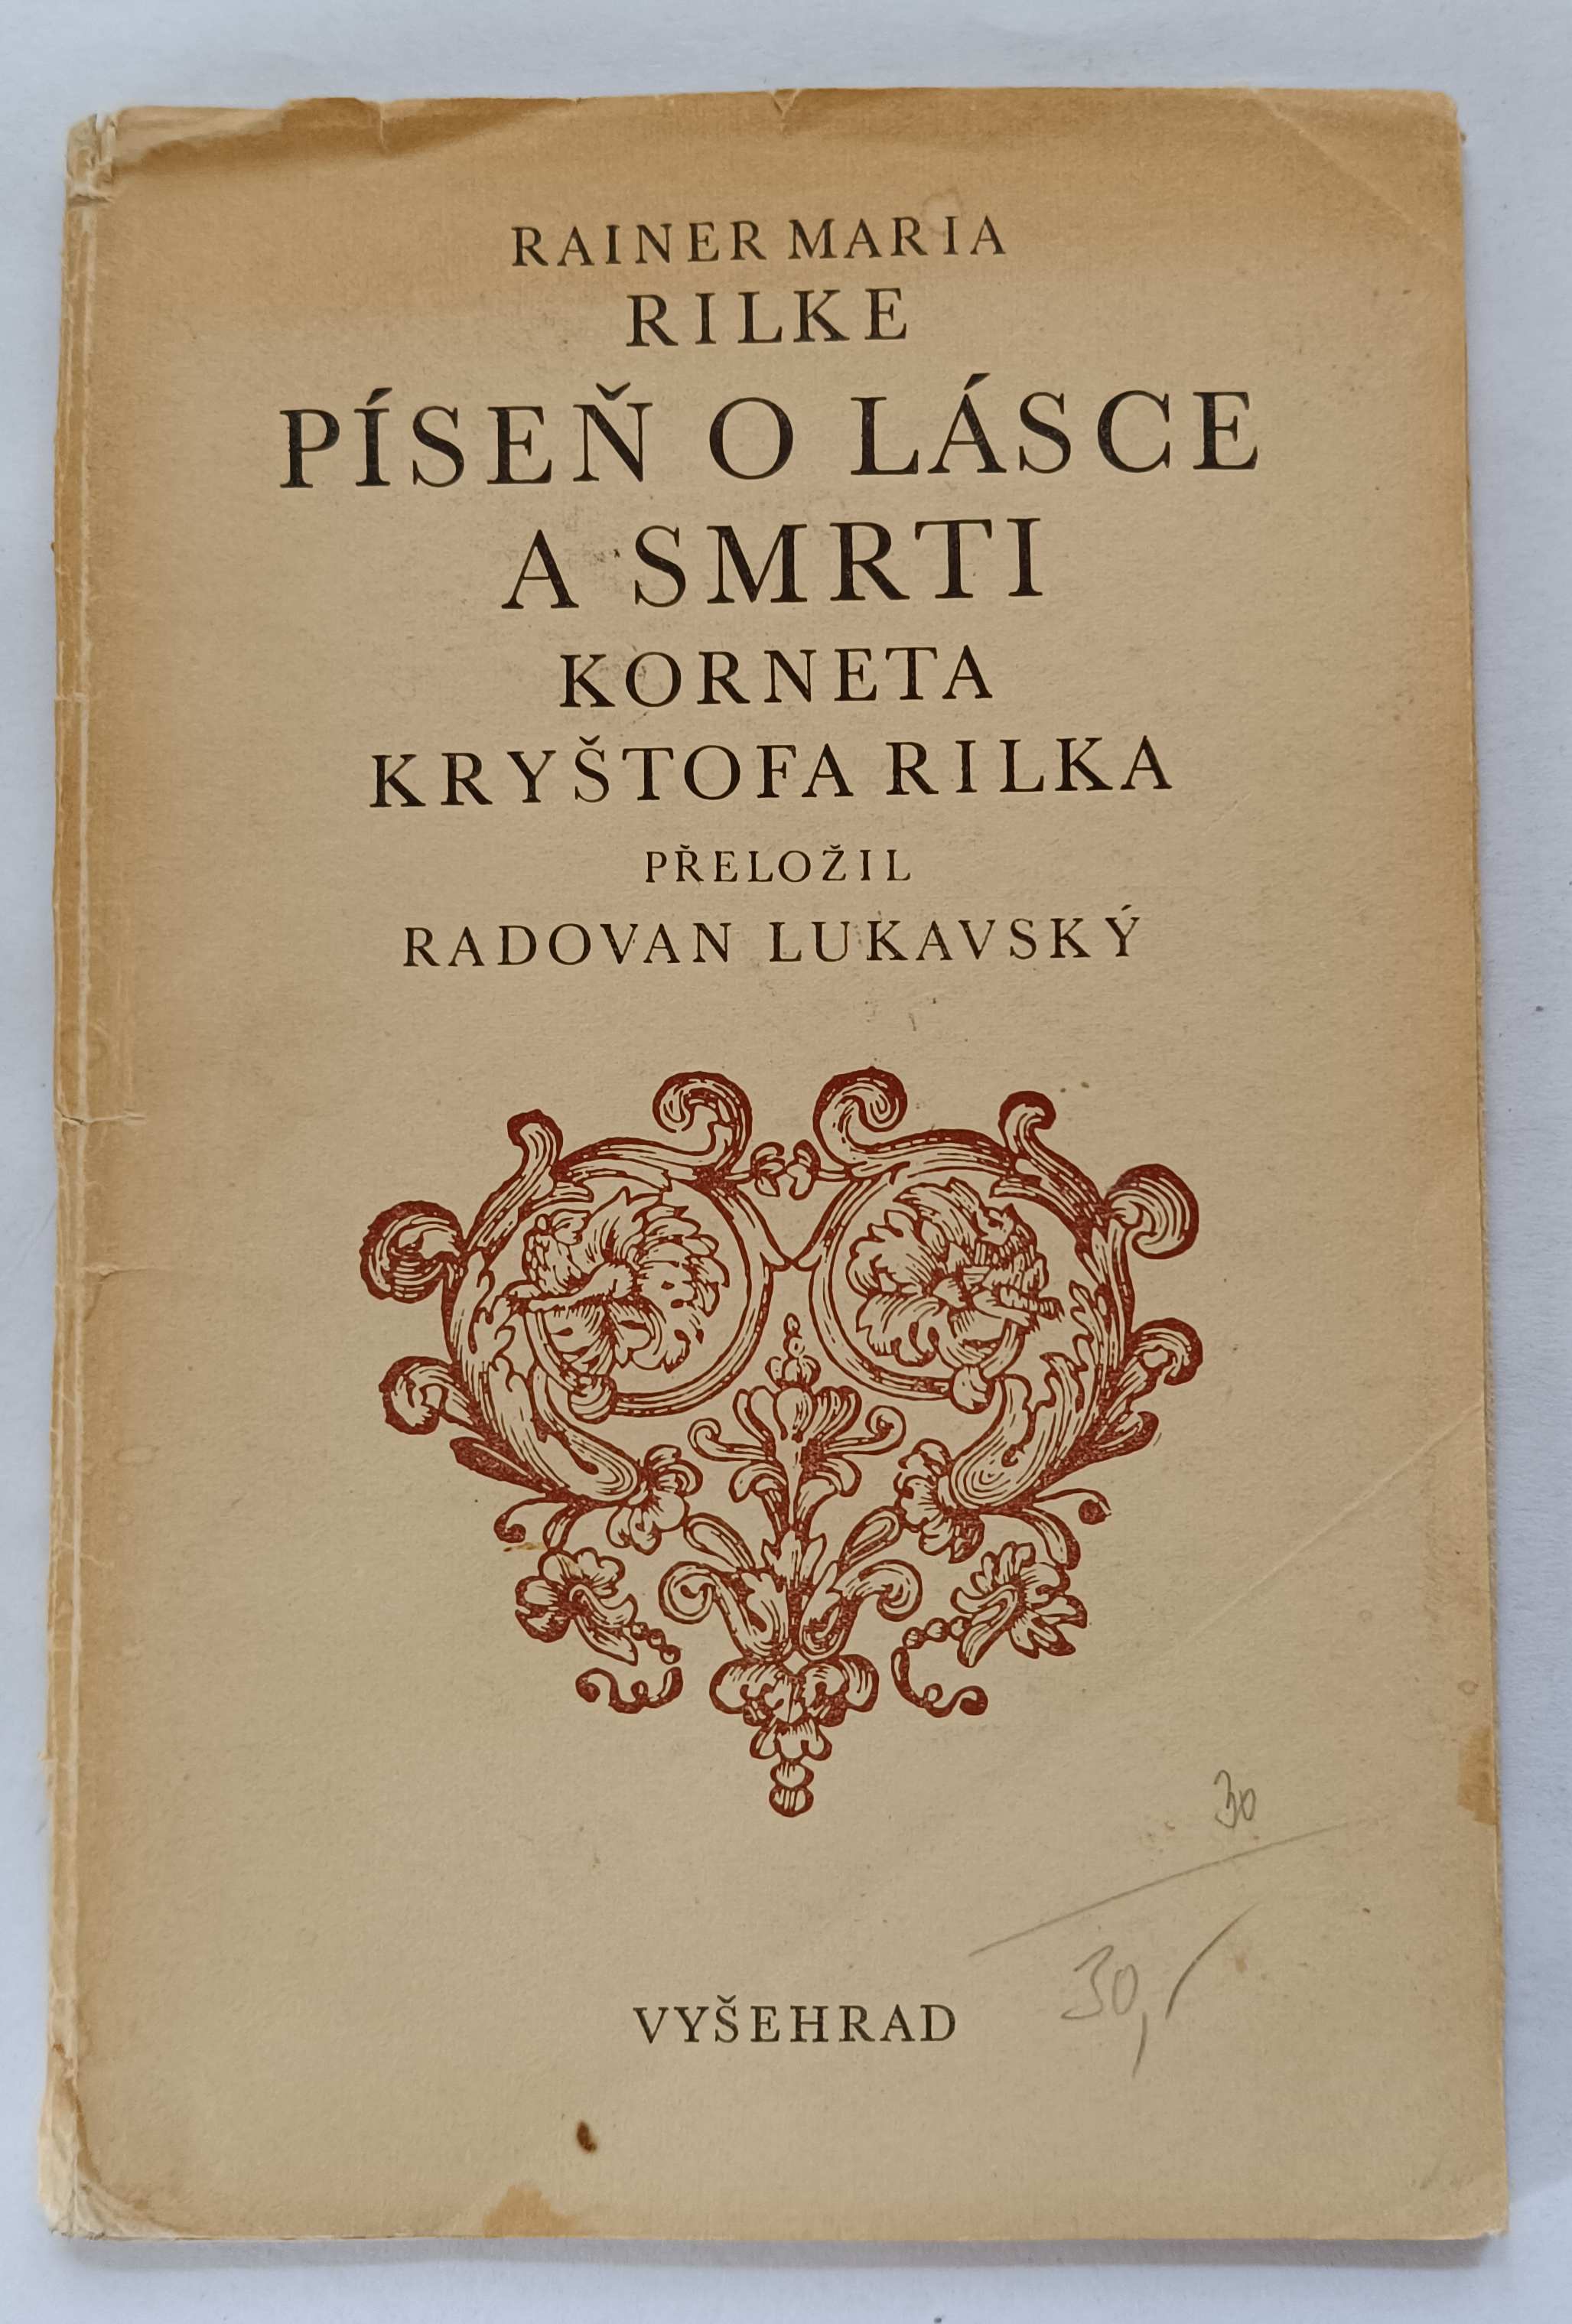 RAINER MARIA
RILKE
PÍSEŇ O LÁSCE
A SMRTI
KORNETA
KRYŠTOFA RILKA
PŘELOŽIL
RADOVAN LUKAVSKÝ
30
30,-
VYŠEHRAD